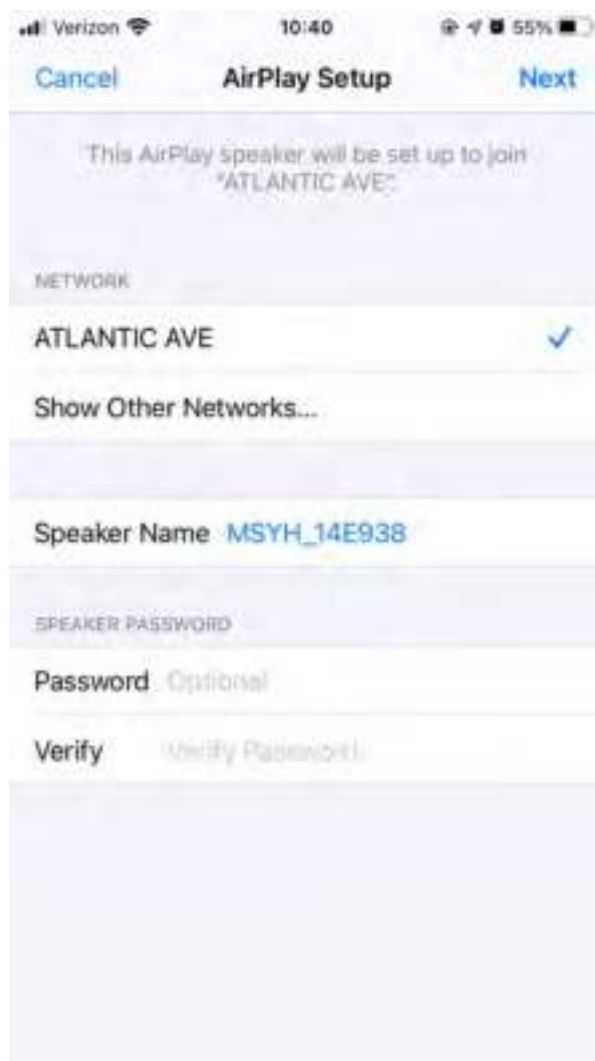 Verizon 10:40 55%
Cancel AirPlay Setup Next
This AirPlay speaker will be set up to join
"ATLANTIC AVE".
NETWORK
ATLANTIC AVE
Show Other Networks...
Speaker Name MSYH_14E938
SPEAKER PASSWORD
Password Optional
Verify Verify Password